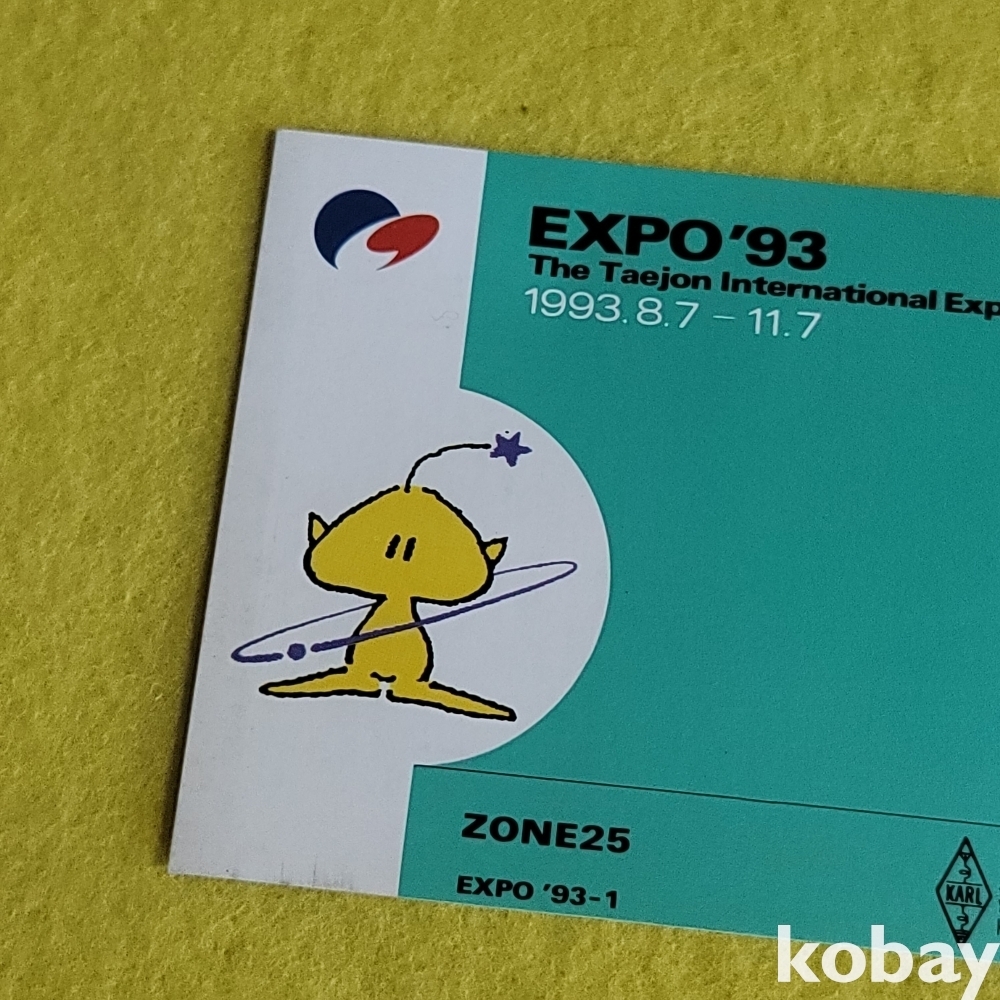 EXPO '93
The Taejon International Exp
1993.8.7 – 11.7
ZONE25
EXPO '93-1
KARL
kobay